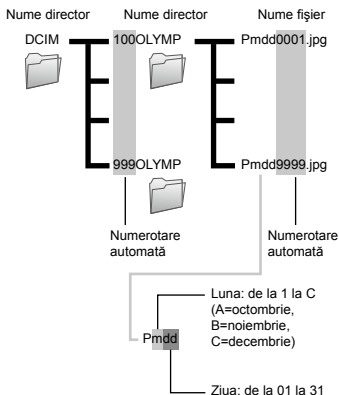 Nume director
Nume director
Nume fişier
DCIM
100OLYMP
Pmdd0001.jpg
999OLYMP
Pmdd9999.jpg
Numerotare
automată
Numerotare
automată
Pmdd
Luna: de la 1 la C
(A=octombrie,
B=noiembrie,
C=decembrie)
Ziua: de la 01 la 31